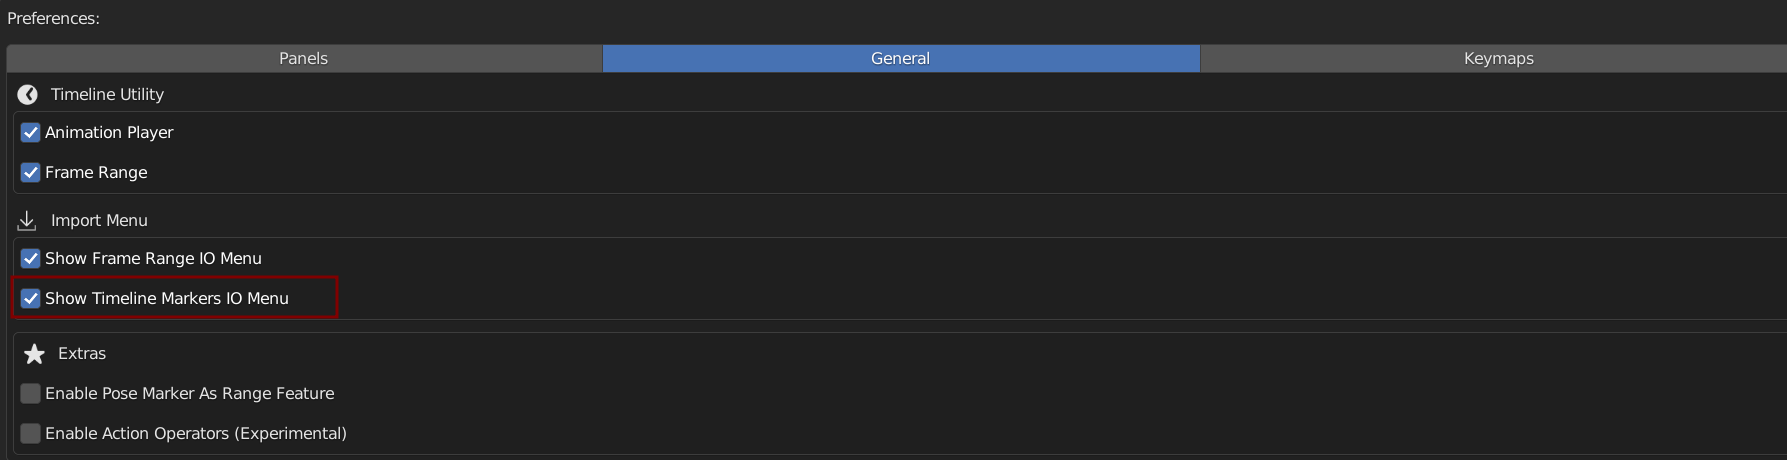 Preferences:
Panels General Keymaps
Timeline Utility
Animation Player
Frame Range
Import Menu
Show Frame Range IO Menu
Show Timeline Markers IO Menu
Extras
Enable Pose Marker As Range Feature
Enable Action Operators (Experimental)